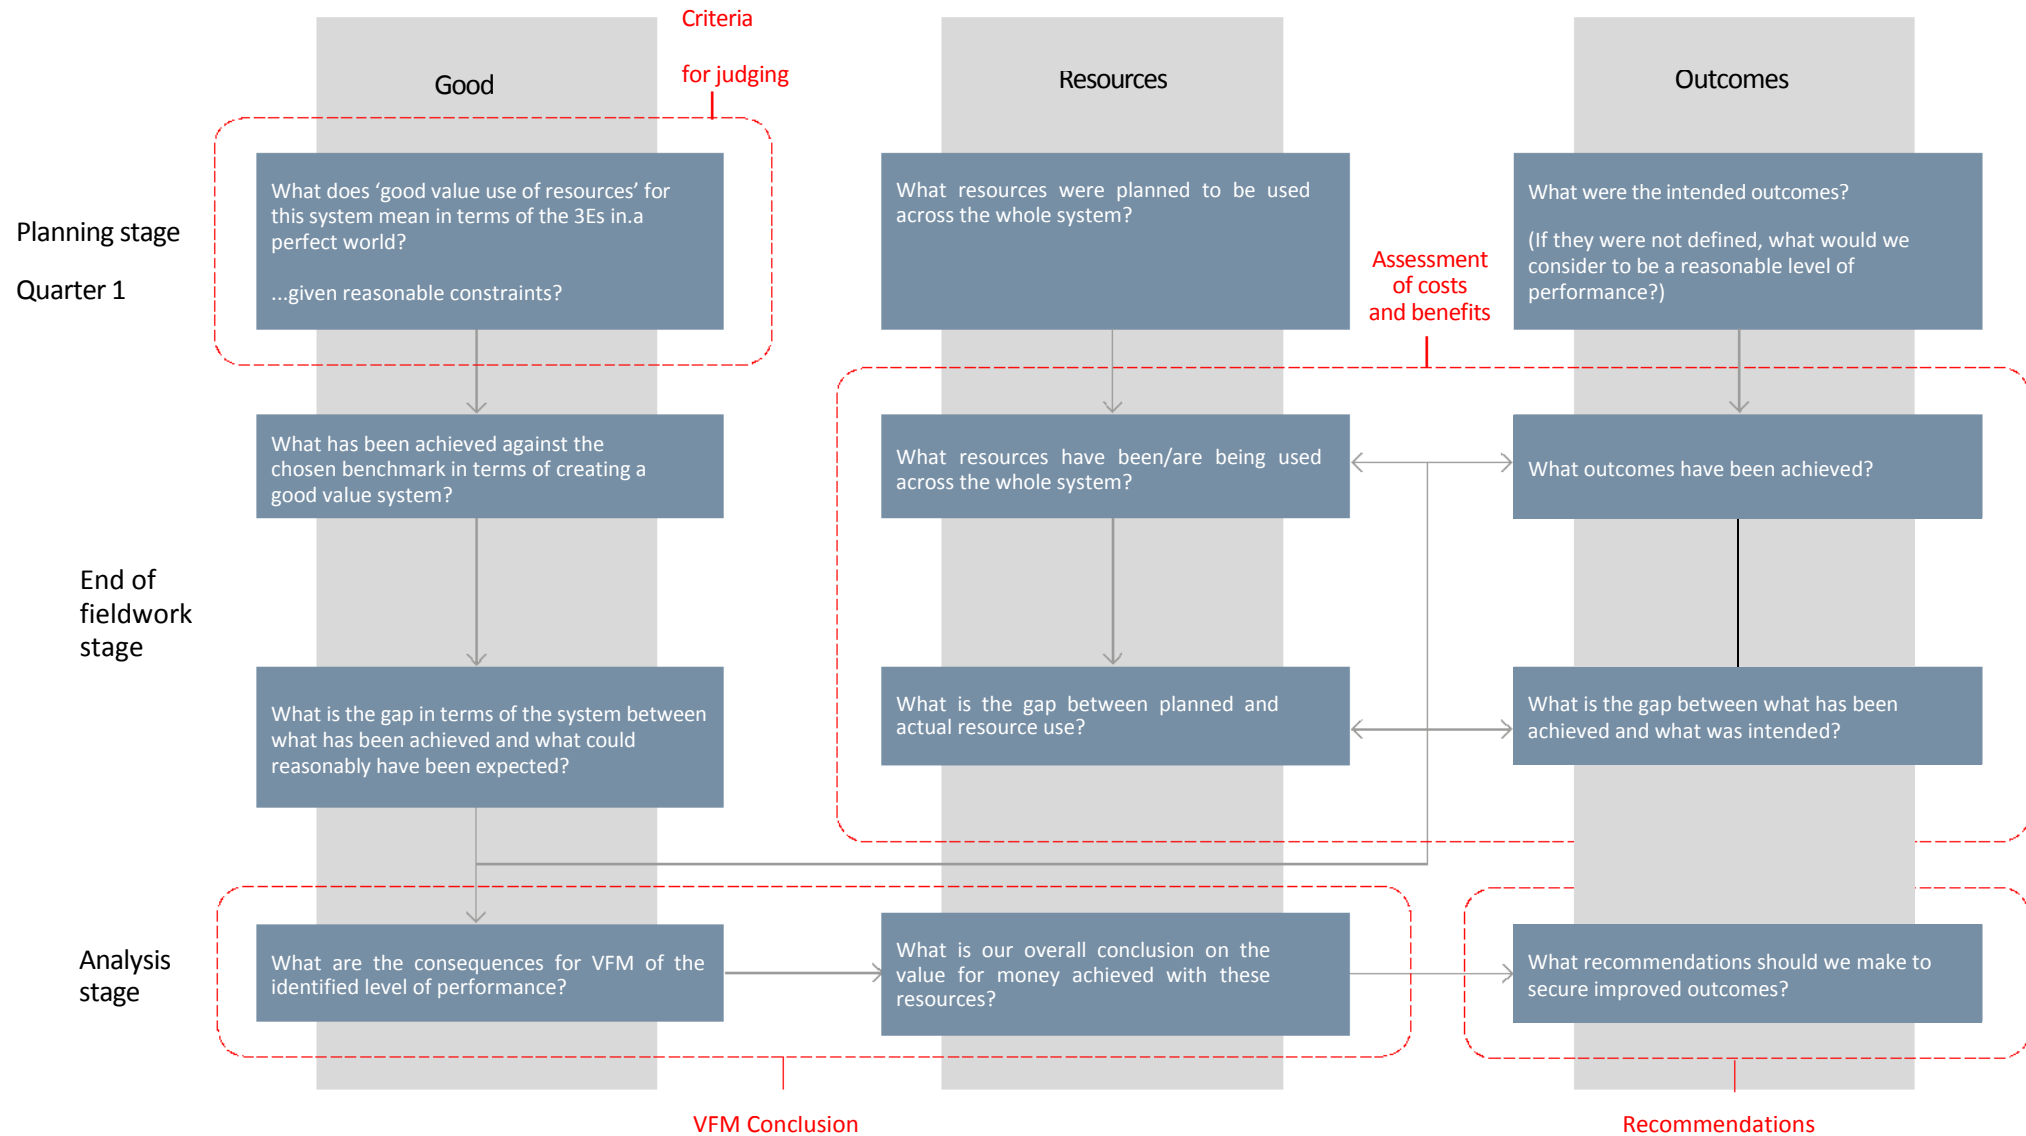 Criteria
for judging
Good
Resources
Outcomes
Planning stage
Quarter 1
What does ‘good value use of resources’ for
this system mean in terms of the 3Es in.a
perfect world?
...given reasonable constraints?
What resources were planned to be used
across the whole system?
What were the intended outcomes?
(If they were not defined, what would we
consider to be a reasonable level of
performance?)
Assessment
of costs
and benefits
What has been achieved against the
chosen benchmark in terms of creating a
good value system?
What resources have been/are being used
across the whole system?
What outcomes have been achieved?
End of
fieldwork
stage
What is the gap in terms of the system between
what has been achieved and what could
reasonably have been expected?
What is the gap between planned and
actual resource use?
What is the gap between what has been
achieved and what was intended?
Analysis
stage
What are the consequences for VFM of the
identified level of performance?
What is our overall conclusion on the
value for money achieved with these
resources?
What recommendations should we make to
secure improved outcomes?
VFM Conclusion
Recommendations